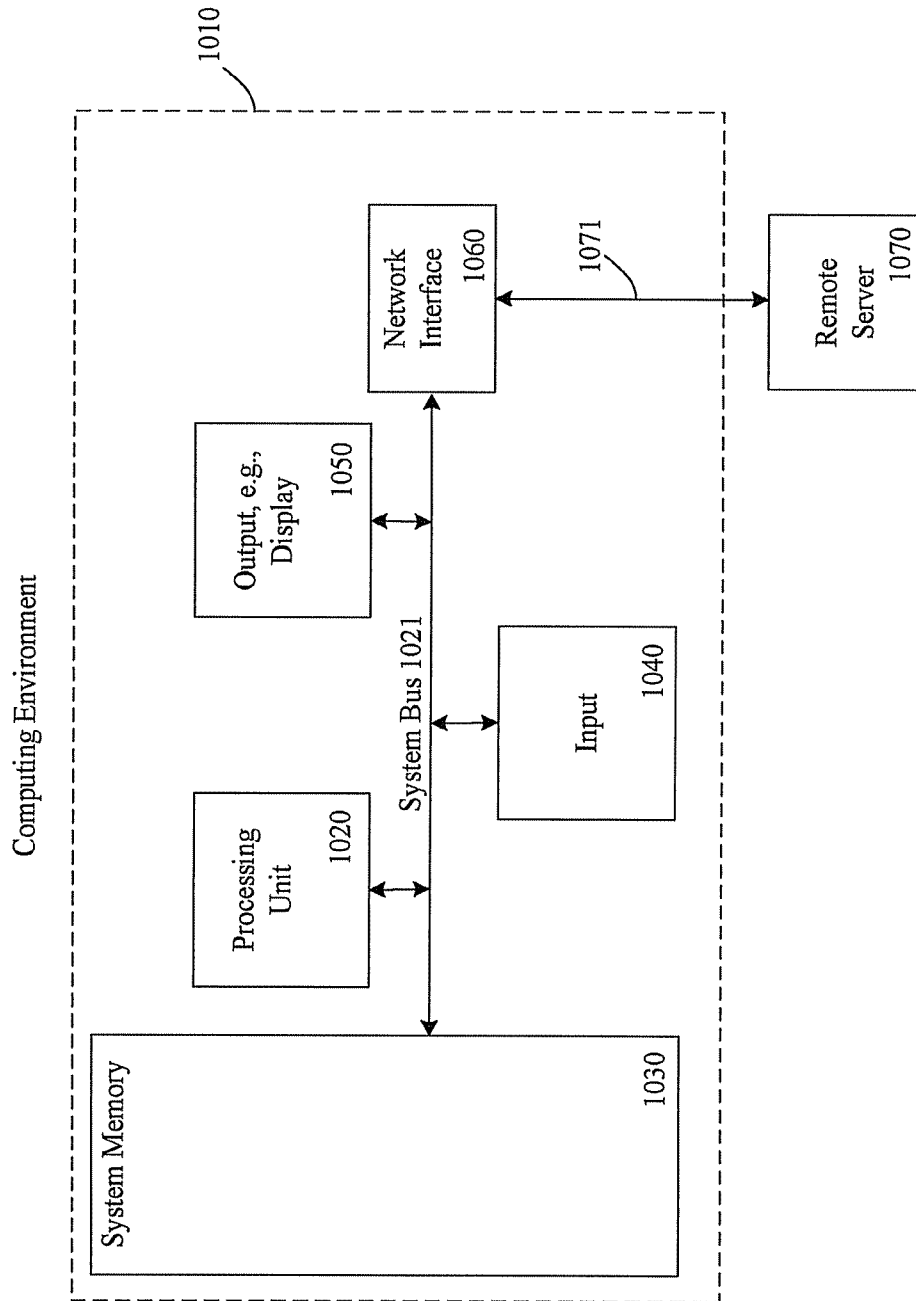 Computing Environment
1010
System Memory
1030
Processing
Unit
1020
Output, e.g.,
Display
1050
System Bus 1021
Input
1040
Network
Interface
1060
1071
Remote
Server
1070